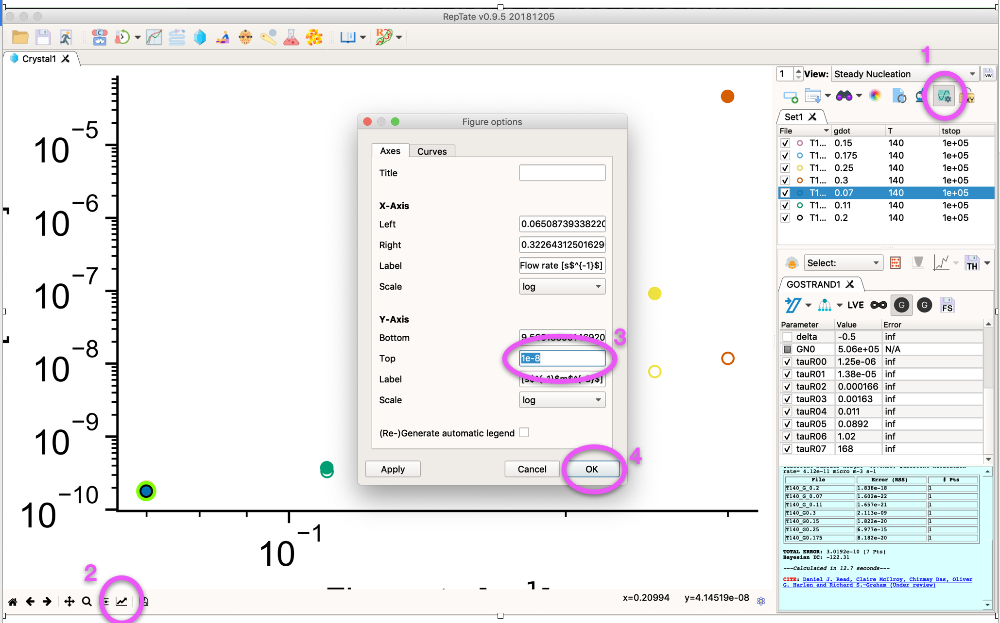 RepTate v0.9.5 20181205
Crystal1
1
1 View: Steady Nucleation
VW
XY
Set1
File gdot T tstop
T1... 0.15 140 1e+05
T1... 0.175 140 1e+05
T1... 0.25 140 1e+05
T1... 0.3 140 1e+05
T1... 0.07 140 1e+05
T1... 0.11 140 1e+05
T1... 0.2 140 1e+05
Select:
TH
GOSTRAND1
LVE G G FS
Parameter Value Error
delta -0.5 inf
GN0 5.06e+05 N/A
tauR00 1.25e-06 inf
tauR01 1.38e-05 inf
tauR02 0.000166 inf
tauR03 0.00163 inf
tauR04 0.011 inf
tauR05 0.0892 inf
tauR06 1.02 inf
tauR07 168 inf
rate= 4.12e-11 micro m-3 s-1
File Error (RSS) # Pts
T140_G_0.2 1.838e-18 1
T140_G_0.07 1.602e-22 1
T140_G_0.11 1.657e-21 1
T140_G0.3 2.113e-09 1
T140_G0.15 1.822e-20 1
T140_G0.25 6.977e-15 1
T140_G0.175 8.182e-20 1
TOTAL ERROR: 3.0192e-10 (7 Pts)
Bayesian IC: -122.31
---Calculated in 12.7 seconds---
CITE: Daniel J. Read, Claire McIlroy, Chinmay Das, Oliver
G. Harlen and Richard S.~Graham (Under review)
Figure options
Axes Curves
Title
X-Axis
Left 0.06508739338220
Right 0.32264312501629
Label Flow rate [s$^{-1}$]
Scale log
Y-Axis
Bottom
3
Top 1e-8
Label
Scale log
(Re-)Generate automatic legend
4
Apply Cancel OK
10^-5
10^-6
10^-7
10^-8
10^-9
10^-10
10^-1
2
x=0.20994 y=4.14519e-08